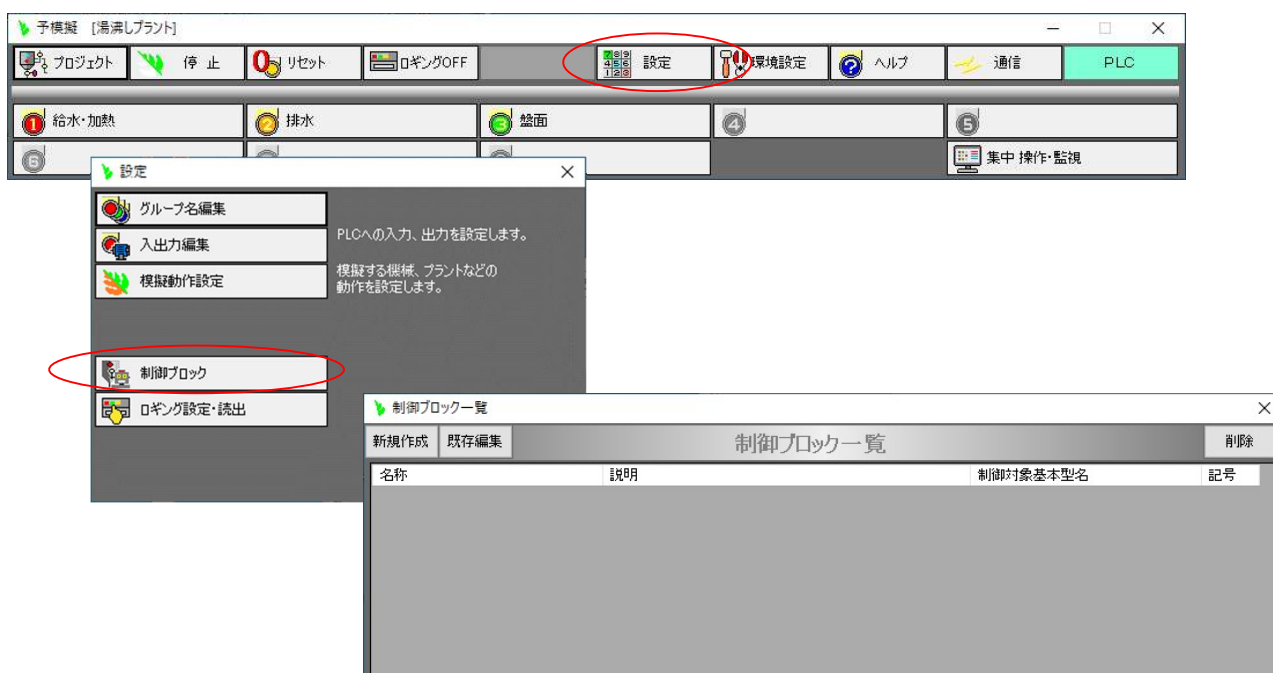 予模擬 [湯沸しプラント]
プロジェクト 停 止 リセット ロギングOFF 設定 環境設定 ヘルプ 通信 PLC
1 給水・加熱 2 排水 3 盤面 4 5
6 集中 操作・監視
設定
グループ名編集
入出力編集
模擬動作設定
PLCへの入力、出力を設定します。
模擬する機械、プラントなどの
動作を設定します。
制御ブロック
ロギング設定・読出
制御ブロック一覧
新規作成 既存編集 制御ブロック一覧 削除
名称 説明 制御対象基本型名 記号